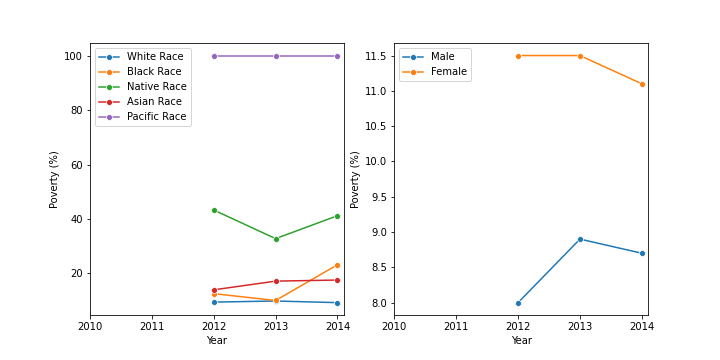 100
80
60
40
20
Poverty (%)
White Race
Black Race
Native Race
Asian Race
Pacific Race
2010 2011 2012 2013 2014
Year
11.5
11.0
10.5
10.0
9.5
9.0
8.5
8.0
Poverty (%)
Male
Female
2010 2011 2012 2013 2014
Year